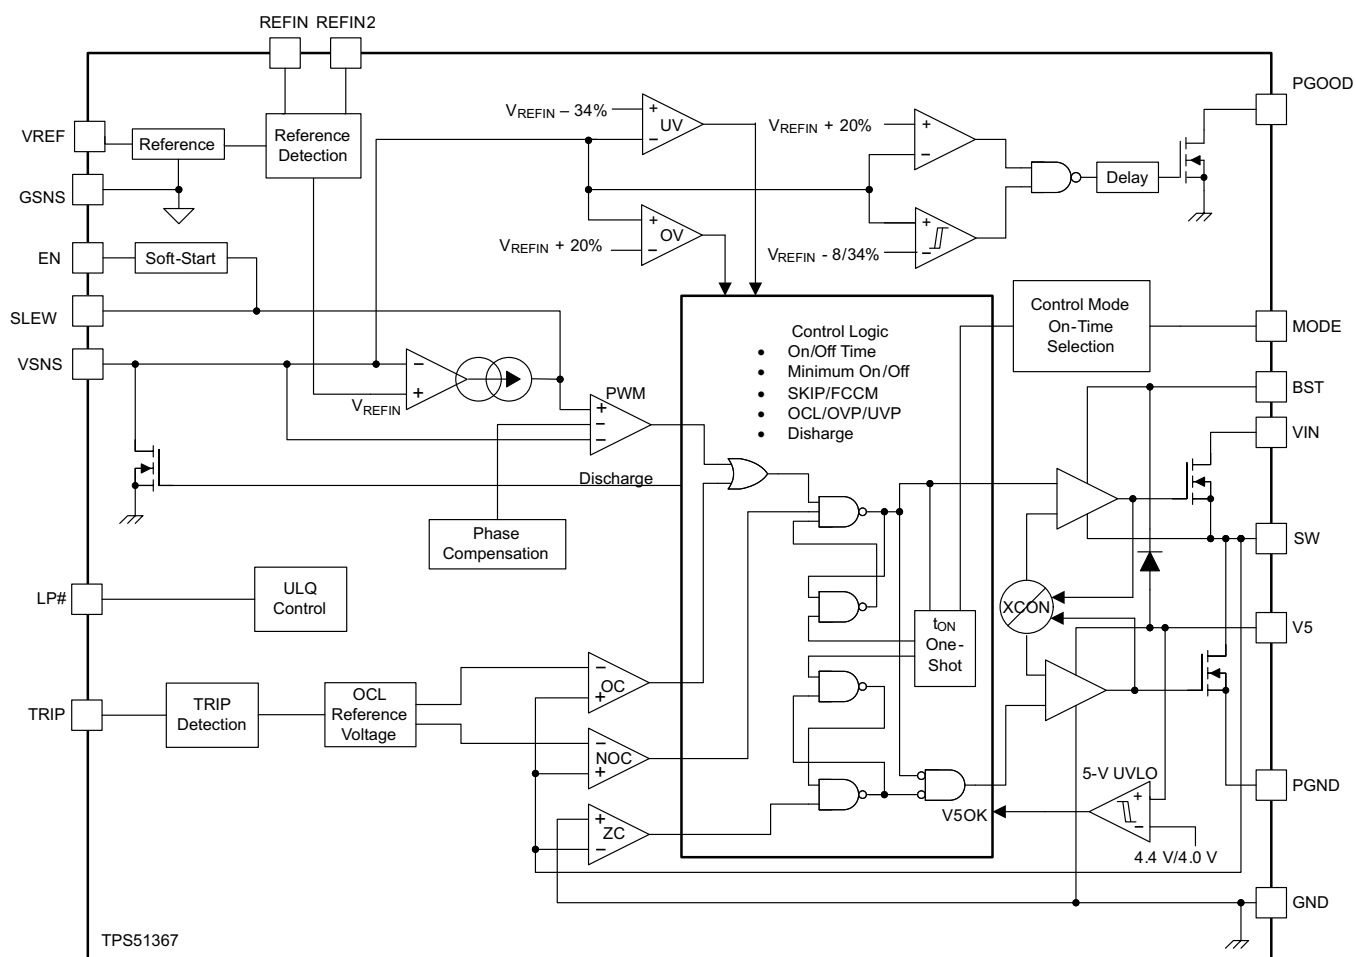 REFIN REFIN2
PGOOD
VREF
Reference
Reference
Detection
GSNS
VREFIN – 34%
+
−
UV
VREFIN + 20%
+
−
Delay
+
−
OV
VREFIN + 20%
+
−
VREFIN - 8/34%
EN
Soft-Start
SLEW
VSNS
−
+
VREFIN
PWM
+
−
−
Control Logic
• On/Off Time
• Minimum On/Off
• SKIP/FCCM
• OCL/OVP/UVP
• Disharge
Control Mode
On-Time
Selection
MODE
BST
VIN
SW
Discharge
Phase
Compensation
LP#
ULQ
Control
XCON
tON
One-
Shot
V5
TRIP
TRIP
Detection
OCL
Reference
Voltage
−
+
OC
−
+
NOC
+
−
ZC
5-V UVLO
+
−
V5OK
4.4 V/4.0 V
PGND
GND
TPS51367